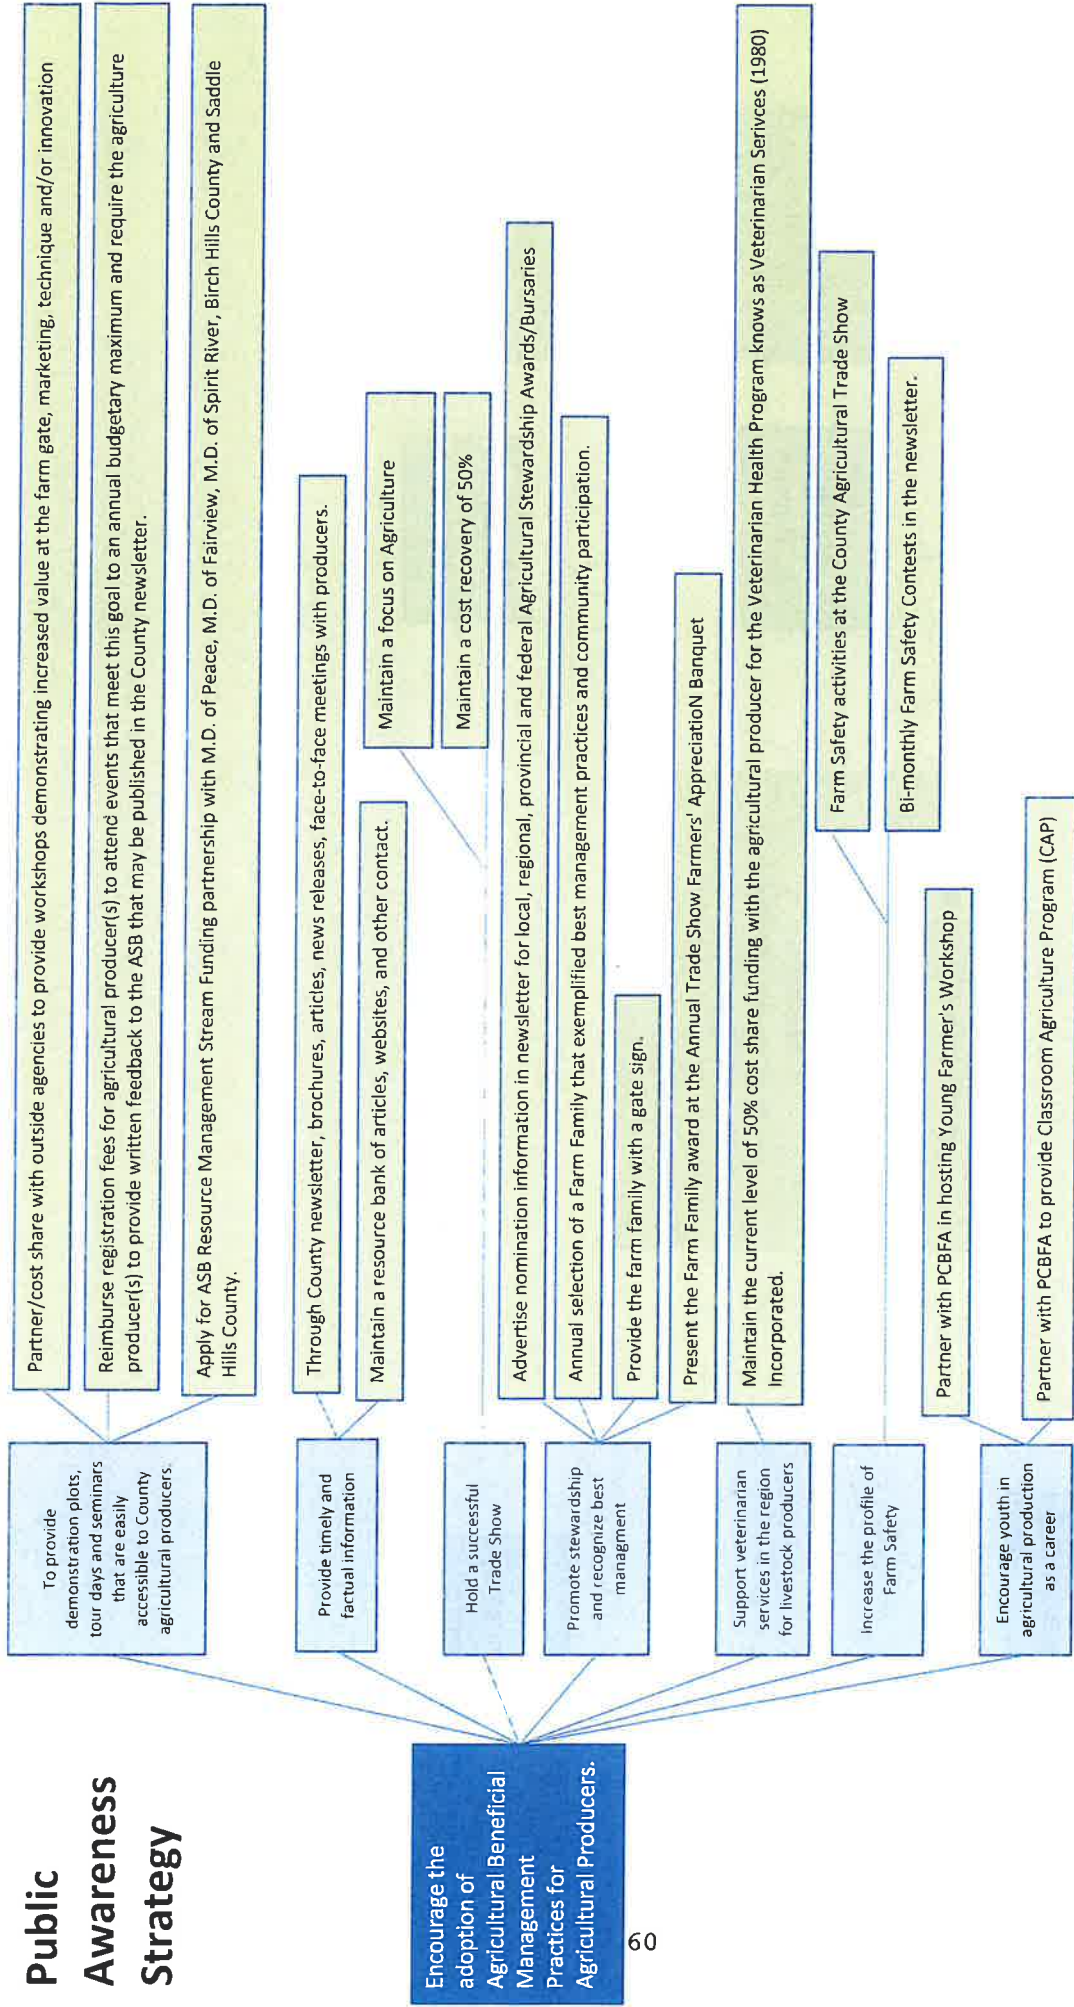 Public
Awareness
Strategy
Encourage the
adoption of
Agricultural Beneficial
Management
Practices for
Agricultural Producers.
To provide
demonstration plots,
tour days and seminars
that are easily
accessible to County
agricultural producers.
Partner/cost share with outside agencies to provide workshops demonstrating increased value at the farm gate, marketing, technique and/or innovation
Reimburse registration fees for agricultural producer(s) to attend events that meet this goal to an annual budgetary maximum and require the agriculture
producer(s) to provide written feedback to the ASB that may be published in the County newsletter.
Apply for ASB Resource Management Stream Funding partnership with M.D. of Peace, M.D. of Fairview, M.D. of Spirit River, Birch Hills County and Saddle
Hills County.
Provide timely and
factual information
Through County newsletter, brochures, articles, news releases, face-to-face meetings with producers.
Maintain a resource bank of articles, websites, and other contact.
Hold a successful
Trade Show
Maintain a focus on Agriculture
Maintain a cost recovery of 50%
Promote stewardship
and recognize best
managment
Advertise nomination information in newsletter for local, regional, provincial and federal Agricultural Stewardship Awards/Bursaries
Annual selection of a Farm Family that exemplified best management practices and community participation.
Provide the farm family with a gate sign.
Present the Farm Family award at the Annual Trade Show Farmers' AppreciatioN Banquet
Support veterinarian
services in the region
for livestock producers
Maintain the current level of 50% cost share funding with the agricultural producer for the Veterinarian Health Program knows as Veterinarian Serivces (1980)
Incorporated.
Increase the profile of
Farm Safety
Farm Safety activities at the County Agricultural Trade Show
Bi-monthly Farm Safety Contests in the newsletter.
Encourage youth in
agricultural production
as a career
Partner with PCBFA in hosting Young Farmer's Workshop
Partner with PCBFA to provide Classroom Agriculture Program (CAP)
60